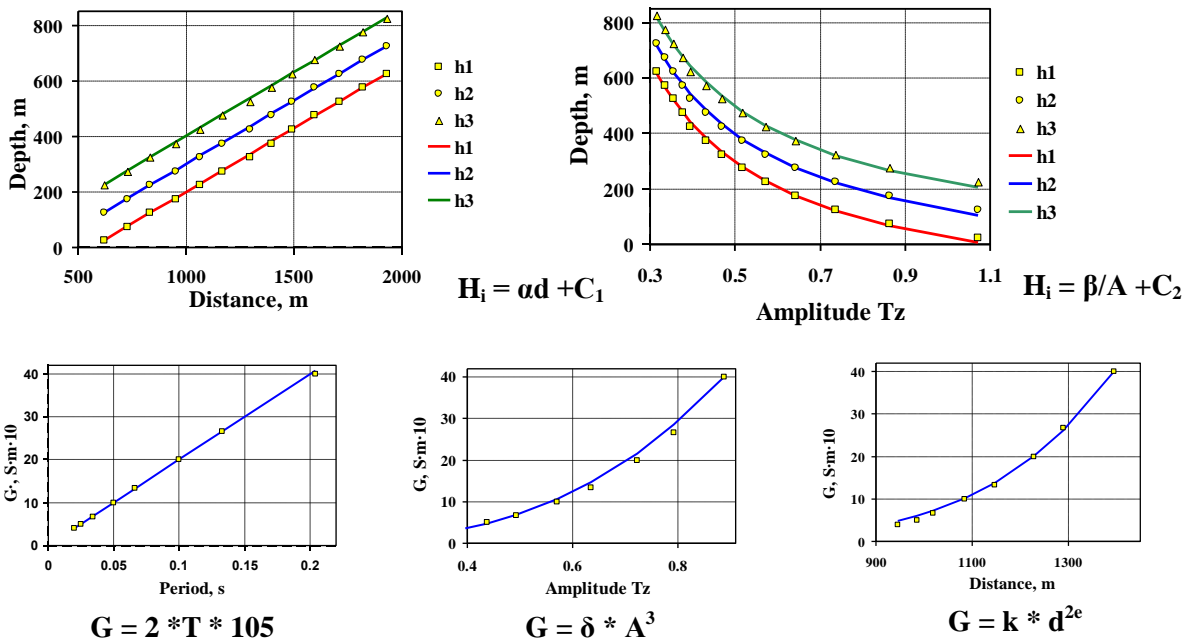 800
600
400
200
0
Depth, m
500
1000
1500
2000
Distance, m
h1
h2
h3
h1
h2
h3
Hi = αd +C1
800
600
400
200
0
Depth, m
0.3
0.5
0.7
0.9
1.1
Amplitude Tz
h1
h2
h3
h1
h2
h3
Hi = β/A +C2
40
30
20
10
0
G·, S·m·10
0
0.05
0.1
0.15
0.2
Period, s
G = 2 *T * 105
40
30
20
10
0
G, S·m·10
0.4
0.6
0.8
Amplitude Tz
G = δ * A³
40
30
20
10
0
G, S·m·10
900
1100
1300
Distance, m
G = k * d^2e